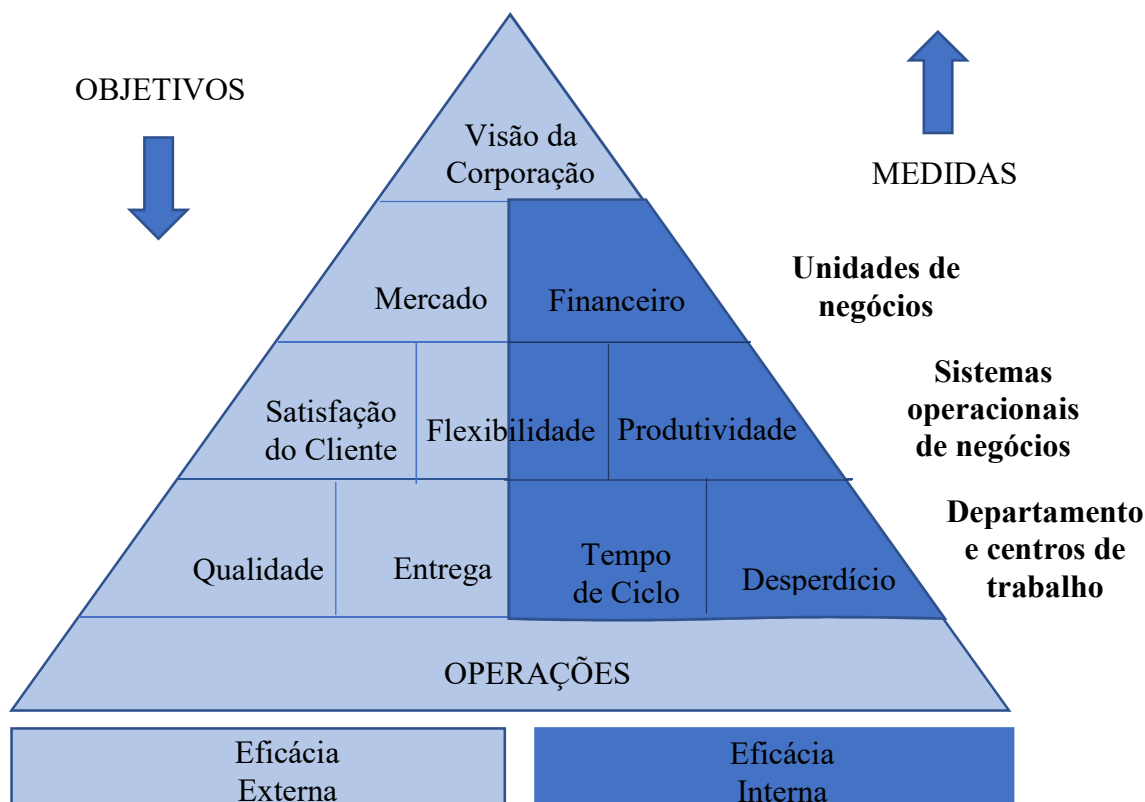 OBJETIVOS
MEDIDAS
Visão da
Corporação
Mercado
Financeiro
Unidades de
negócios
Satisfação
do Cliente
Flexibilidade
Produtividade
Sistemas
operacionais
de negócios
Qualidade
Entrega
Tempo
de Ciclo
Desperdício
Departamento
e centros de
trabalho
OPERAÇÕES
Eficácia
Externa
Eficácia
Interna